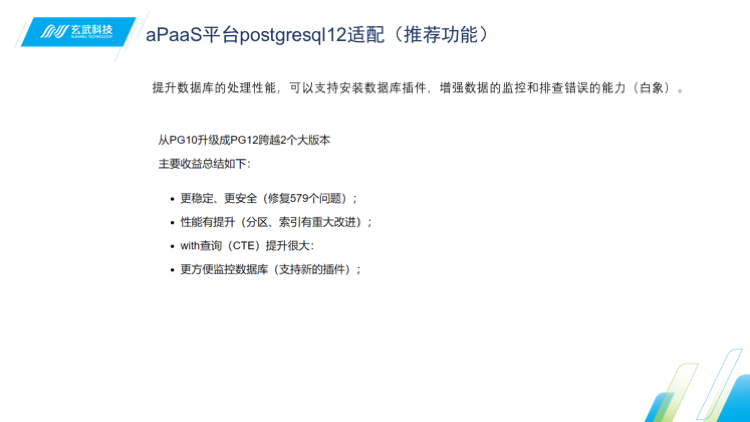 玄武科技
XUANWU TECHNOLOGY
aPaaS平台postgresql12适配（推荐功能）
提升数据库的处理性能，可以支持安装数据库插件，增强数据的监控和排查错误的能力（白象）。
从PG10升级成PG12跨越2个大版本
主要收益总结如下：
• 更稳定、更安全（修复579个问题）；
• 性能有提升（分区、索引有重大改进）；
• with查询（CTE）提升很大：
• 更方便监控数据库（支持新的插件）；